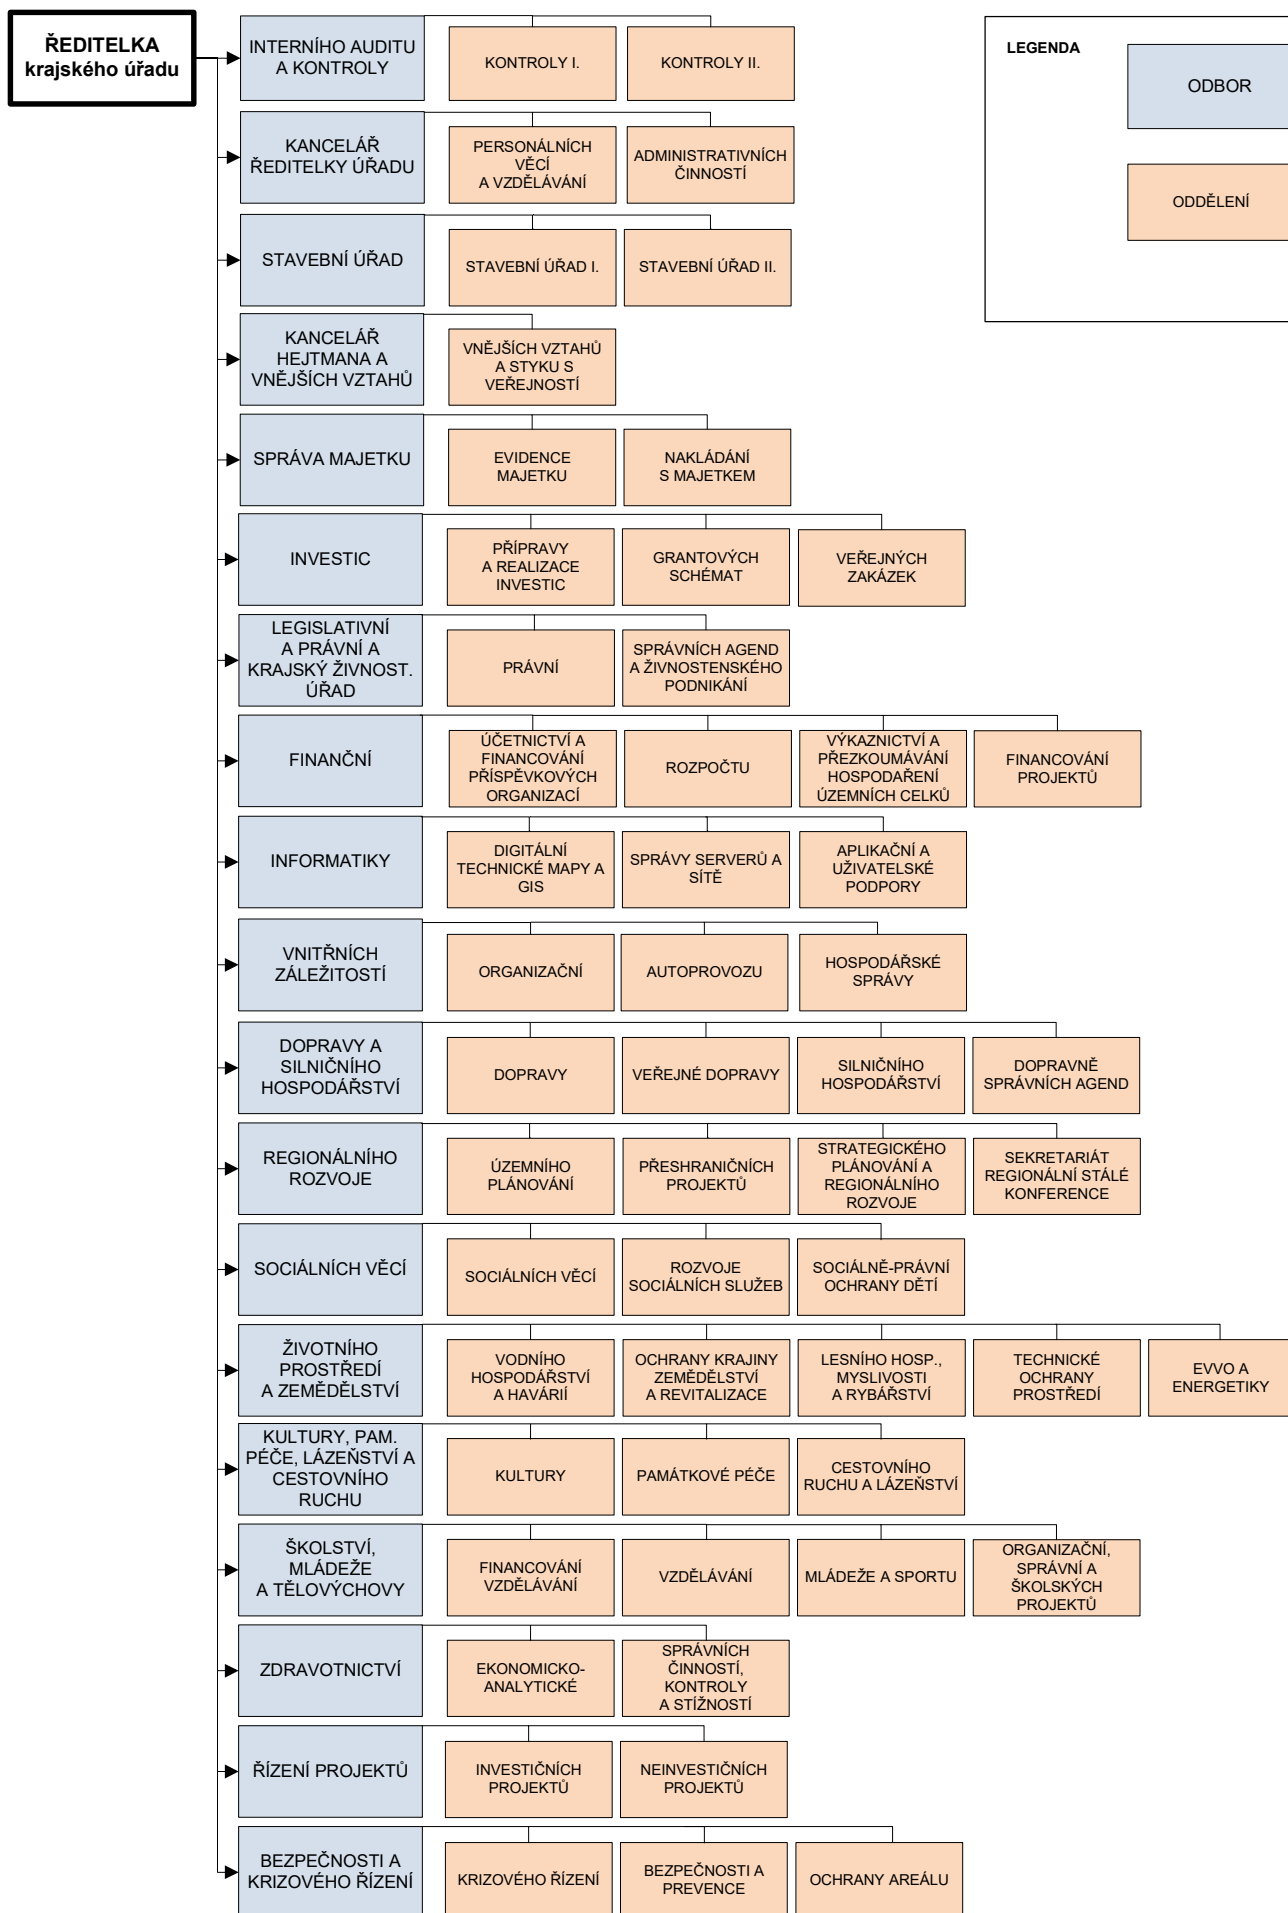 ŘEDITELKA
krajského úřadu
INTERNÍHO AUDITU
A KONTROLY
KONTROLY I.
KONTROLY II.
LEGENDA
ODBOR
ODDĚLENÍ
KANCELÁŘ
ŘEDITELKY ÚŘADU
PERSONÁLNÍCH
VĚCÍ
A VZDĚLÁVÁNÍ
ADMINISTRATIVNÍCH
ČINNOSTÍ
STAVEBNÍ ÚŘAD
STAVEBNÍ ÚŘAD I.
STAVEBNÍ ÚŘAD II.
KANCELÁŘ
HEJTMANA A
VNĚJŠÍCH VZTAHŮ
VNĚJŠÍCH VZTAHŮ
A STYKU S
VEŘEJNOSTÍ
SPRÁVA MAJETKU
EVIDENCE
MAJETKU
NAKLÁDÁNÍ
S MAJETKEM
INVESTIC
PŘÍPRAVY
A REALIZACE
INVESTIC
GRANTOVÝCH
SCHÉMAT
VEŘEJNÝCH
ZAKÁZEK
LEGISLATIVNÍ
A PRÁVNÍ A
KRAJSKÝ ŽIVNOST.
ÚŘAD
PRÁVNÍ
SPRÁVNÍCH AGEND
A ŽIVNOSTENSKÉHO
PODNIKÁNÍ
FINANČNÍ
ÚČETNICTVÍ A
FINANCOVÁNÍ
PŘÍSPĚVKOVÝCH
ORGANIZACÍ
ROZPOČTU
VÝKAZNICTVÍ A
PŘEZKOUMÁVÁNÍ
HOSPODAŘENÍ
ÚZEMNÍCH CELKŮ
FINANCOVÁNÍ
PROJEKTŮ
INFORMATIKY
DIGITÁLNÍ
TECHNICKÉ MAPY A
GIS
SPRÁVY SERVERŮ A
SÍTĚ
APLIKAČNÍ A
UŽIVATELSKÉ
PODPORY
VNITŘNÍCH
ZÁLEŽITOSTÍ
ORGANIZAČNÍ
AUTOPROVOZU
HOSPODÁŘSKÉ
SPRÁVY
DOPRAVY A
SILNIČNÍHO
HOSPODÁŘSTVÍ
DOPRAVY
VEŘEJNÉ DOPRAVY
SILNIČNÍHO
HOSPODÁŘSTVÍ
DOPRAVNĚ
SPRÁVNÍCH AGEND
REGIONÁLNÍHO
ROZVOJE
ÚZEMNÍHO
PLÁNOVÁNÍ
PŘESHRANIČNÍCH
PROJEKTŮ
STRATEGICKÉHO
PLÁNOVÁNÍ A
REGIONÁLNÍHO
ROZVOJE
SEKRETARIÁT
REGIONÁLNÍ STÁLÉ
KONFERENCE
SOCIÁLNÍCH VĚCÍ
SOCIÁLNÍCH VĚCÍ
ROZVOJE
SOCIÁLNÍCH SLUŽEB
SOCIÁLNĚ-PRÁVNÍ
OCHRANY DĚTÍ
ŽIVOTNÍHO
PROSTŘEDÍ
A ZEMĚDĚLSTVÍ
VODNÍHO
HOSPODÁŘSTVÍ
A HAVÁRIÍ
OCHRANY KRAJINY
ZEMĚDĚLSTVÍ
A REVITALIZACE
LESNÍHO HOSP.,
MYSLIVOSTI
A RYBÁŘSTVÍ
TECHNICKÉ
OCHRANY
PROSTŘEDÍ
EVVO A
ENERGETIKY
KULTURY, PAM.
PÉČE, LÁZEŇSTVÍ A
CESTOVNÍHO
RUCHU
KULTURY
PAMÁTKOVÉ PÉČE
CESTOVNÍHO
RUCHU A LÁZEŇSTVÍ
ŠKOLSTVÍ,
MLÁDEŽE
A TĚLOVÝCHOVY
FINANCOVÁNÍ
VZDĚLÁVÁNÍ
VZDĚLÁVÁNÍ
MLÁDEŽE A SPORTU
ORGANIZAČNÍ,
SPRÁVNÍ A
ŠKOLSKÝCH
PROJEKTŮ
ZDRAVOTNICTVÍ
EKONOMICKO-
ANALYTICKÉ
SPRÁVNÍCH
ČINNOSTÍ,
KONTROLY
A STÍŽNOSTÍ
ŘÍZENÍ PROJEKTŮ
INVESTIČNÍCH
PROJEKTŮ
NEINVESTIČNÍCH
PROJEKTŮ
BEZPEČNOSTI A
KRIZOVÉHO ŘÍZENÍ
KRIZOVÉHO ŘÍZENÍ
BEZPEČNOSTI A
PREVENCE
OCHRANY AREÁLU